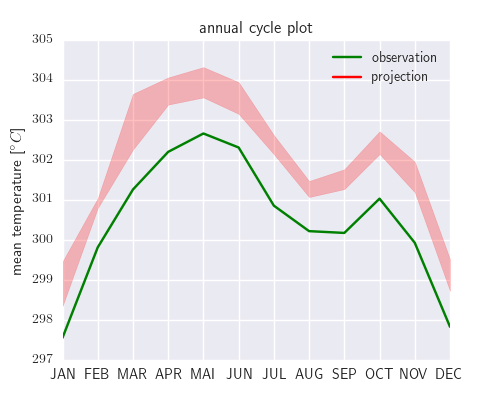 annual cycle plot
observation
projection
mean temperature [°C]
305
304
303
302
301
300
299
298
297
JAN FEB MAR APR MAI JUN JUL AUG SEP OCT NOV DEC